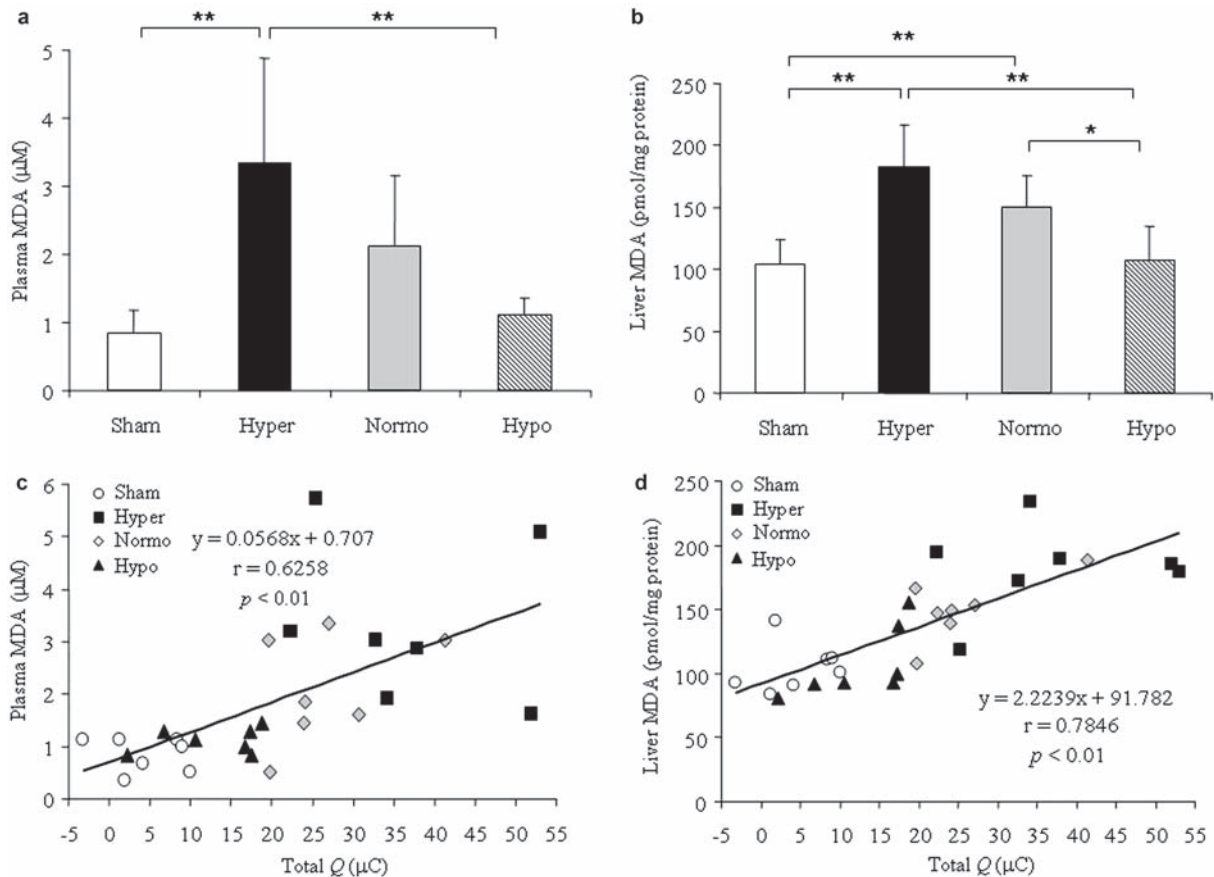 a
** **
Plasma MDA (μM)
5
4
3
2
1
0
Sham Hyper Normo Hypo
b
**
** **
*
Liver MDA (pmol/mg protein)
250
200
150
100
50
0
Sham Hyper Normo Hypo
c
Plasma MDA (μM)
6
5
4
3
2
1
0
Sham
Hyper
Normo
Hypo
y = 0.0568x + 0.707
r = 0.6258
p < 0.01
-5 0 5 10 15 20 25 30 35 40 45 50 55
Total Q (μC)
d
Liver MDA (pmol/mg protein)
250
200
150
100
50
0
Sham
Hyper
Normo
Hypo
y = 2.2239x + 91.782
r = 0.7846
p < 0.01
-5 0 5 10 15 20 25 30 35 40 45 50 55
Total Q (μC)